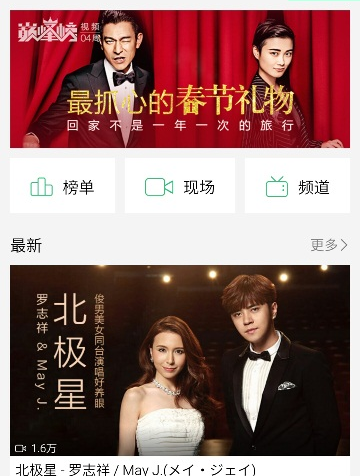 巅峰榜
视频
04周
最抓心的春节礼物
回家不是一年一次的旅行
榜单
现场
频道
最新
更多
北极星
罗志祥 & May J.
俊男美女同台演唱好养眼
1.6万
北极星 - 罗志祥 / May J.(メイ・ジェイ)